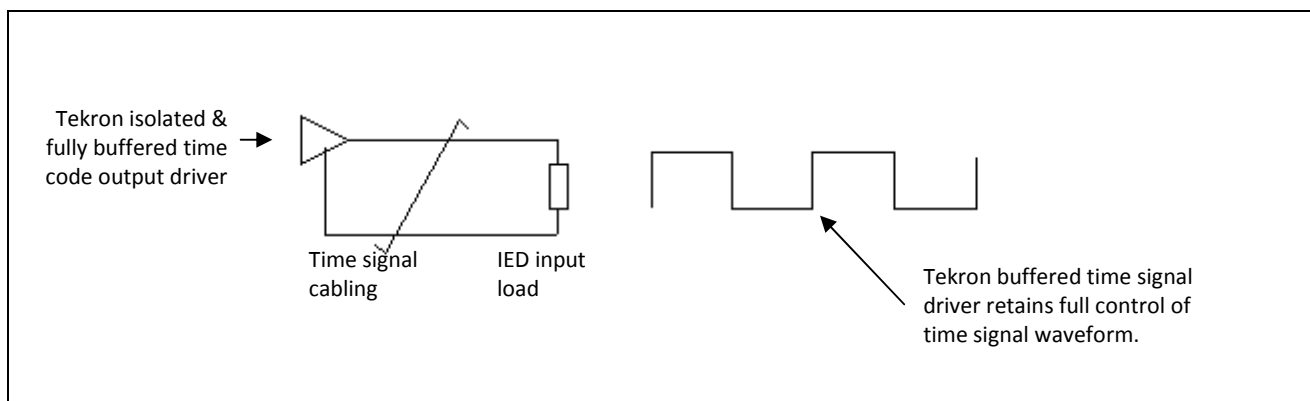 Tekron isolated &
fully buffered time
code output driver
Time signal
cabling
IED input
load
Tekron buffered time signal
driver retains full control of
time signal waveform.